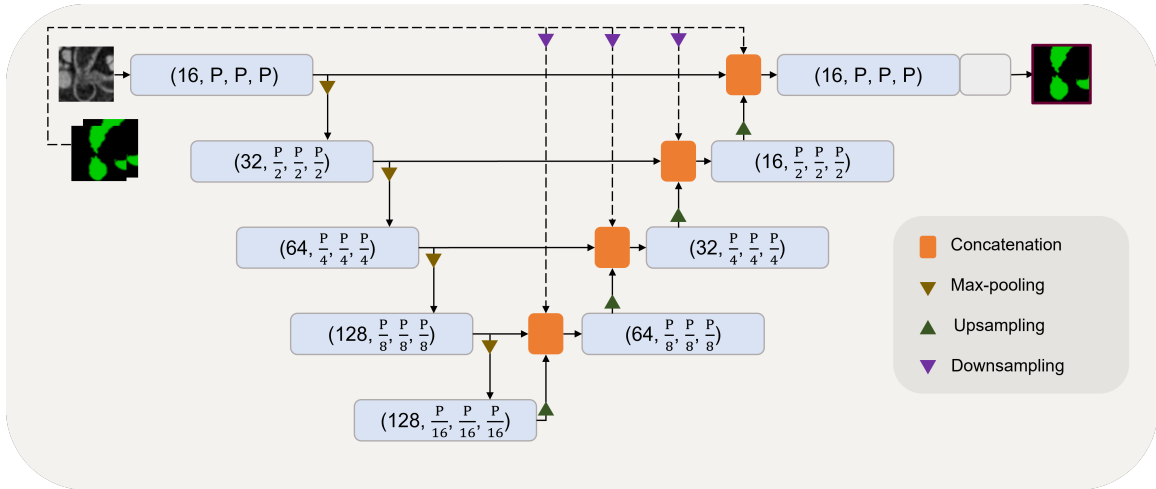 (16, P, P, P) (16, P, P, P)
(32, P/2, P/2, P/2) (16, P/2, P/2, P/2)
(64, P/4, P/4, P/4) (32, P/4, P/4, P/4)
(128, P/8, P/8, P/8) (64, P/8, P/8, P/8)
(128, P/16, P/16, P/16)
Concatenation
Max-pooling
Upsampling
Downsampling